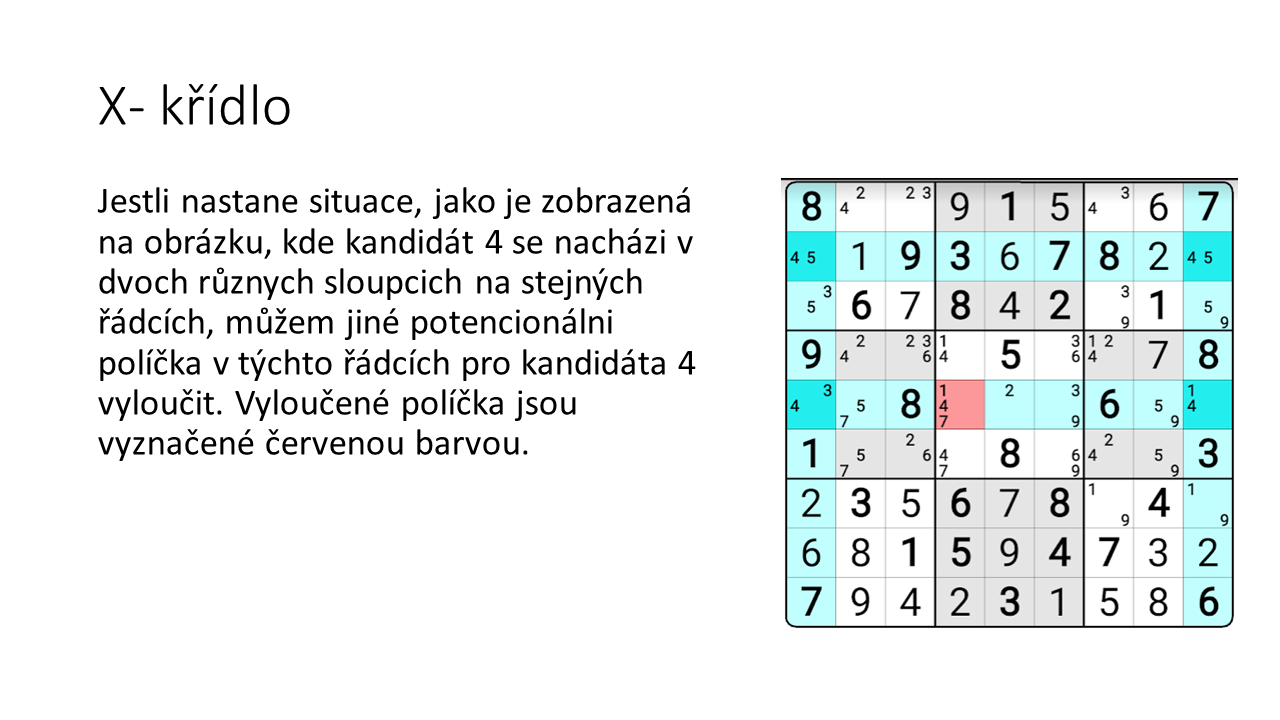 X- křídlo
Jestli nastane situace, jako je zobrazená
na obrázku, kde kandidát 4 se nacházi v
dvoch různych sloupcich na stejných
řádcích, můžem jiné potencionálni
políčka v týchto řádcích pro kandidáta 4
vyloučit. Vyloučené políčka jsou
vyznačené červenou barvou.
8 2 4 2 3 9 1 5 3 4 6 7
4 5 1 9 3 6 7 8 2 4 5
3 5 6 7 8 4 2 3 9 1 5 9
9 2 4 2 3 6 1 4 5 3 6 1 2 4 7 8
3 4 5 7 8 1 4 7 2 3 9 6 5 9 1 4
1 5 7 2 6 4 7 8 6 9 2 4 5 9 3
2 3 5 6 7 8 1 9 4 1 9
6 8 1 5 9 4 7 3 2
7 9 4 2 3 1 5 8 6